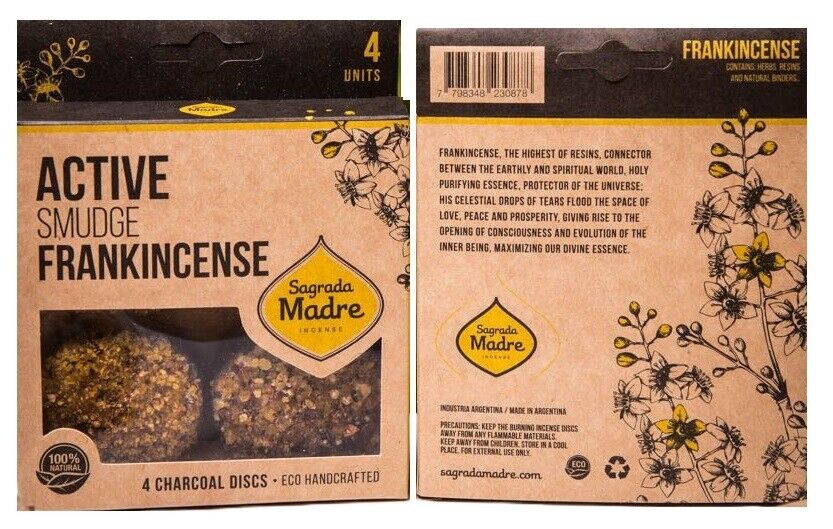 4
UNITS
Sagrada
Madre
ACTIVE
SMUDGE
FRANKINCENSE
Sagrada
Madre
INCENSE
100%
NATURAL
4 CHARCOAL DISCS • ECO HANDCRAFTED
7 798348 230878
FRANKINCENSE
CONTAINS: HERBS, RESINS
AND NATURAL BINDERS.
FRANKINCENSE, THE HIGHEST OF RESINS, CONNECTOR
BETWEEN THE EARTHLY AND SPIRITUAL WORLD, HOLY
PURIFYING ESSENCE, PROTECTOR OF THE UNIVERSE;
HIS CELESTIAL DROPS OF TEARS FLOOD THE SPACE OF
LOVE, PEACE AND PROSPERITY, GIVING RISE TO THE
OPENING OF CONSCIOUSNESS AND EVOLUTION OF THE
INNER BEING, MAXIMIZING OUR DIVINE ESSENCE.
Sagrada
Madre
INCENSE
INDUSTRIA ARGENTINA / MADE IN ARGENTINA
PRECAUTIONS: KEEP THE BURNING INCENSE DISCS
AWAY FROM ANY FLAMMABLE MATERIALS.
KEEP AWAY FROM CHILDREN. STORE IN A COOL
PLACE. FOR EXTERNAL USE ONLY.
sagradamadre.com
ECO